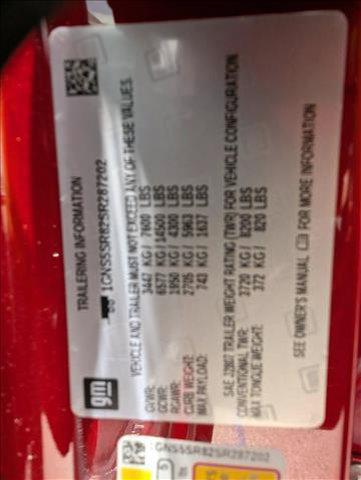 gm
TRAILERING INFORMATION
1GNS5SR82SR287202
VEHICLE AND TRAILER MUST NOT EXCEED ANY OF THESE VALUES.
GVWR: 3447 KG/ 7600 LBS
GCWR: 6577 KG/14500 LBS
RGAWR: 1950 KG/ 4300 LBS
CURB WEIGHT: 2705 KG/ 5963 LBS
MAX PAYLOAD: 743 KG/ 1637 LBS
SAE J2807 TRAILER WEIGHT RATING (TWR) FOR VEHICLE CONFIGURATION
CONVENTIONAL TWR: 3720 KG/ 8200 LBS
MAX TONGUE WEIGHT: 372 KG/ 820 LBS
SEE OWNER'S MANUAL FOR MORE INFORMATION
GNS5SR82SR287202
5